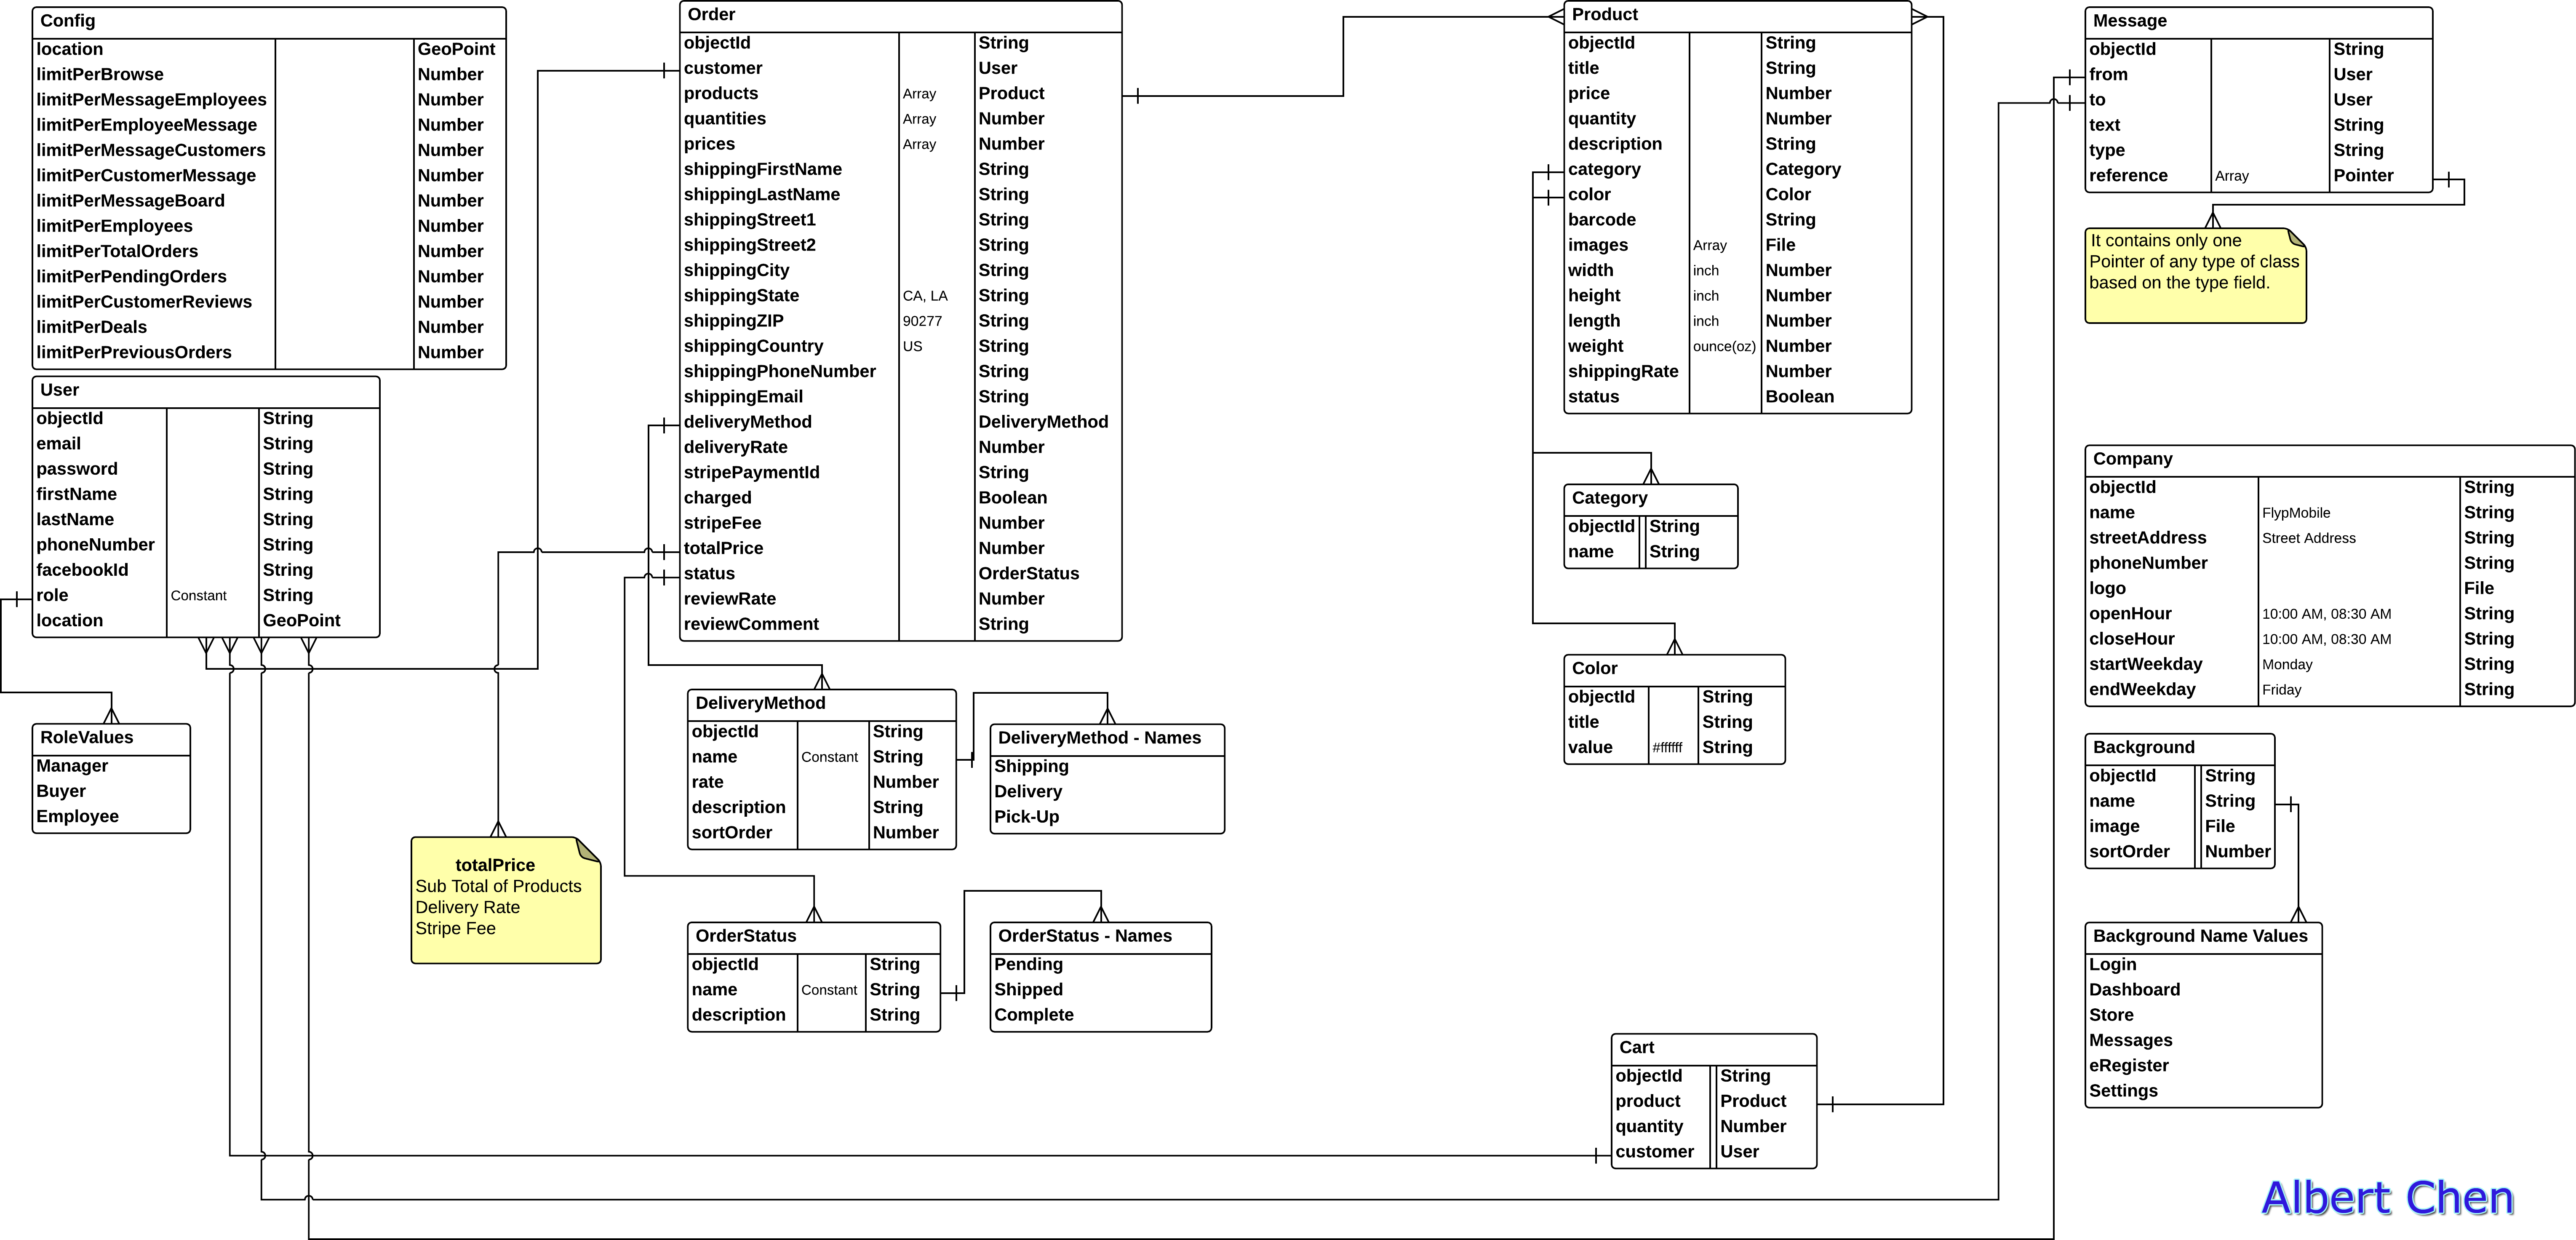 Config
location GeoPoint
limitPerBrowse Number
limitPerMessageEmployees Number
limitPerEmployeeMessage Number
limitPerMessageCustomers Number
limitPerCustomerMessage Number
limitPerMessageBoard Number
limitPerEmployees Number
limitPerTotalOrders Number
limitPerPendingOrders Number
limitPerCustomerReviews Number
limitPerDeals Number
limitPerPreviousOrders Number
User
objectId String
email String
password String
firstName String
lastName String
phoneNumber String
facebookId String
role Constant String
location GeoPoint
RoleValues
Manager
Buyer
Employee
totalPrice
Sub Total of Products
Delivery Rate
Stripe Fee
Order
objectId String
customer User
products Array Product
quantities Array Number
prices Array Number
shippingFirstName String
shippingLastName String
shippingStreet1 String
shippingStreet2 String
shippingCity String
shippingState CA, LA String
shippingZIP 90277 String
shippingCountry US String
shippingPhoneNumber String
shippingEmail String
deliveryMethod DeliveryMethod
deliveryRate Number
stripePaymentId String
charged Boolean
stripeFee Number
totalPrice Number
status OrderStatus
reviewRate Number
reviewComment String
DeliveryMethod
objectId String
name Constant String
rate Number
description String
sortOrder Number
DeliveryMethod - Names
Shipping
Delivery
Pick-Up
OrderStatus
objectId String
name Constant String
description String
OrderStatus - Names
Pending
Shipped
Complete
Product
objectId String
title String
price Number
quantity Number
description String
category Category
color Color
barcode String
images Array File
width inch Number
height inch Number
length inch Number
weight ounce(oz) Number
shippingRate Number
status Boolean
Category
objectId String
name String
Color
objectId String
title String
value #ffffff String
Cart
objectId String
product Product
quantity Number
customer User
Message
objectId String
from User
to User
text String
type String
reference Array Pointer
It contains only one
Pointer of any type of class
based on the type field.
Company
objectId String
name FlypMobile String
streetAddress Street Address String
phoneNumber String
logo File
openHour 10:00 AM, 08:30 AM String
closeHour 10:00 AM, 08:30 AM String
startWeekday Monday String
endWeekday Friday String
Background
objectId String
name String
image File
sortOrder Number
Background Name Values
Login
Dashboard
Store
Messages
eRegister
Settings
Albert Chen